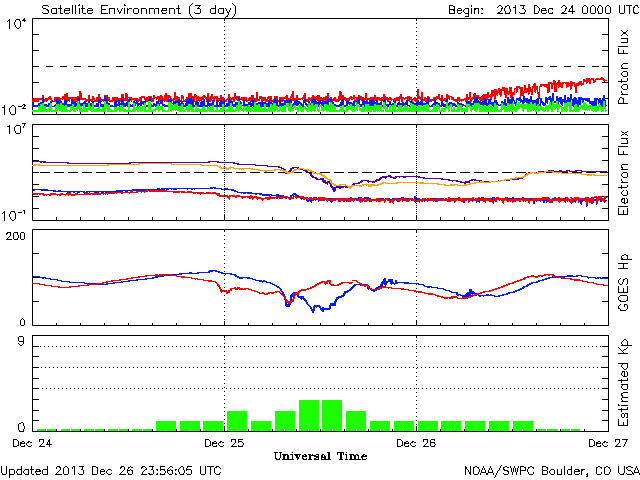 Satellite Environment (3 day) Begin: 2013 Dec 24 0000 UTC
10⁴
10⁻²
Proton Flux
10⁷
10⁻¹
Electron Flux
200
0
GOES Hp
9
0
Estimated Kp
Dec 24 Dec 25 Dec 26 Dec 27
Universal Time
Updated 2013 Dec 26 23:56:05 UTC NOAA/SWPC Boulder, CO USA